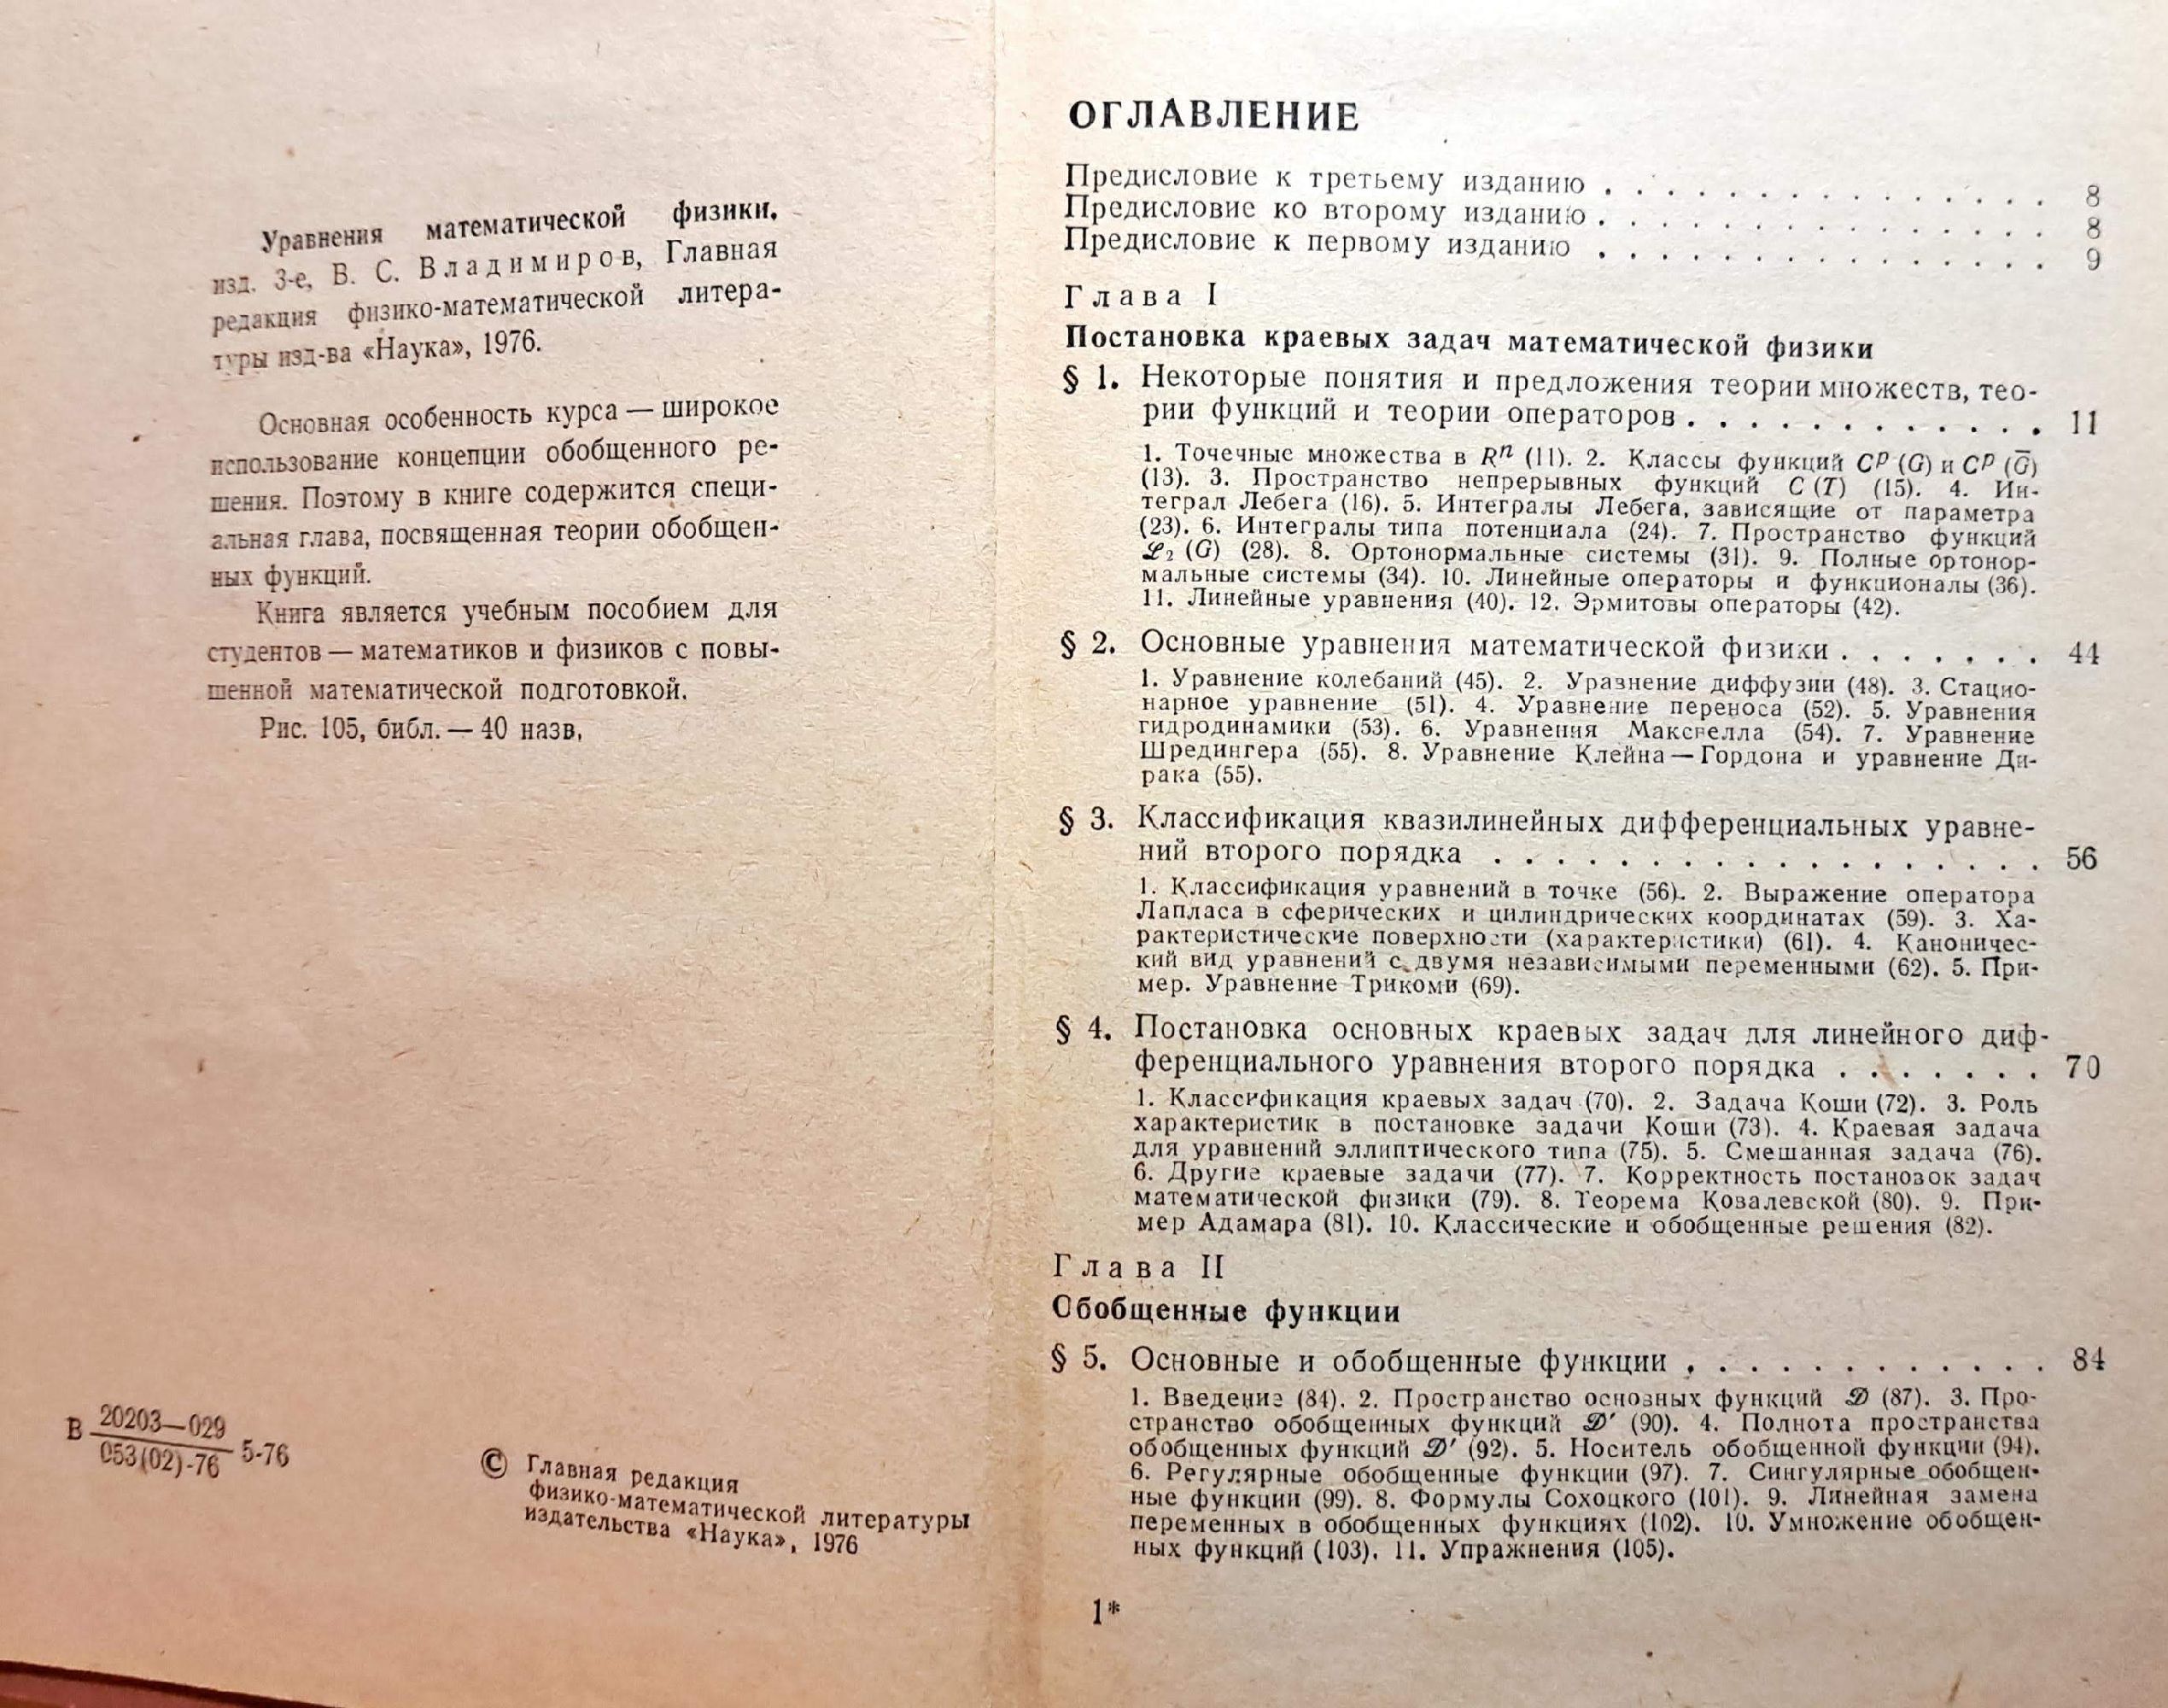 Уравнения математической физики,
изд. 3-е, В. С. Владимиров, Главная
редакция физико-математической литера-
туры изд-ва «Наука», 1976.
Основная особенность курса — широкое
использование концепции обобщенного ре-
шения. Поэтому в книге содержится специ-
альная глава, посвященная теории обобщен-
ных функций.
Книга является учебным пособием для
студентов — математиков и физиков с повы-
шенной математической подготовкой.
Рис. 105, библ. — 40 назв,
В 20203—029
053(02)-76 5-76
© Главная редакция
физико-математической литературы
издательства «Наука», 1976
ОГЛАВЛЕНИЕ
Предисловие к третьему изданию . . . . . . . . . . . . . . . . 8
Предисловие ко второму изданию . . . . . . . . . . . . . . . . 8
Предисловие к первому изданию . . . . . . . . . . . . . . . . 9
Глава I
Постановка краевых задач математической физики
§ 1. Некоторые понятия и предложения теории множеств, тео-
рии функций и теории операторов . . . . . . . . . . . . . 11
1. Точечные множества в Rⁿ (11). 2. Классы функций Cᵖ (G) и Cᵖ (G̅)
(13). 3. Пространство непрерывных функций C (T) (15). 4. Ин-
теграл Лебега (16). 5. Интегралы Лебега, зависящие от параметра
(23). 6. Интегралы типа потенциала (24). 7. Пространство функций
ℒ₂ (G) (28). 8. Ортонормальные системы (31). 9. Полные ортонор-
мальные системы (34). 10. Линейные операторы и функционалы (36).
11. Линейные уравнения (40). 12. Эрмитовы операторы (42).
§ 2. Основные уравнения математической физики . . . . . . . 44
1. Уравнение колебаний (45). 2. Уравнение диффузии (48). 3. Стацио-
нарное уравнение (51). 4. Уравнение переноса (52). 5. Уравнения
гидродинамики (53). 6. Уравнения Максвелла (54). 7. Уравнение
Шредингера (55). 8. Уравнение Клейна — Гордона и уравнение Ди-
рака (55).
§ 3. Классификация квазилинейных дифференциальных уравне-
ний второго порядка . . . . . . . . . . . . . . . . . . . 56
1. Классификация уравнений в точке (56). 2. Выражение оператора
Лапласа в сферических и цилиндрических координатах (59). 3. Ха-
рактеристические поверхности (характеристики) (61). 4. Каноничес-
кий вид уравнений с двумя независимыми переменными (62). 5. При-
мер. Уравнение Трикоми (69).
§ 4. Постановка основных краевых задач для линейного диф-
ференциального уравнения второго порядка . . . . . . . 70
1. Классификация краевых задач (70). 2. Задача Коши (72). 3. Роль
характеристик в постановке задачи Коши (73). 4. Краевая задача
для уравнений эллиптического типа (75). 5. Смешанная задача (76).
6. Другие краевые задачи (77). 7. Корректность постановок задач
математической физики (79). 8. Теорема Ковалевской (80). 9. При-
мер Адамара (81). 10. Классические и обобщенные решения (82).
Глава II
Обобщенные функции
§ 5. Основные и обобщенные функции . . . . . . . . . . . . 84
1. Введение (84). 2. Пространство основных функций 𝒟 (87). 3. Про-
странство обобщенных функций 𝒟′ (90). 4. Полнота пространства
обобщенных функций 𝒟′ (92). 5. Носитель обобщенной функции (94).
6. Регулярные обобщенные функции (97). 7. Сингулярные обобщен-
ные функции (99). 8. Формулы Сохоцкого (101). 9. Линейная замена
переменных в обобщенных функциях (102). 10. Умножение обобщен-
ных функций (103). 11. Упражнения (105).
1*